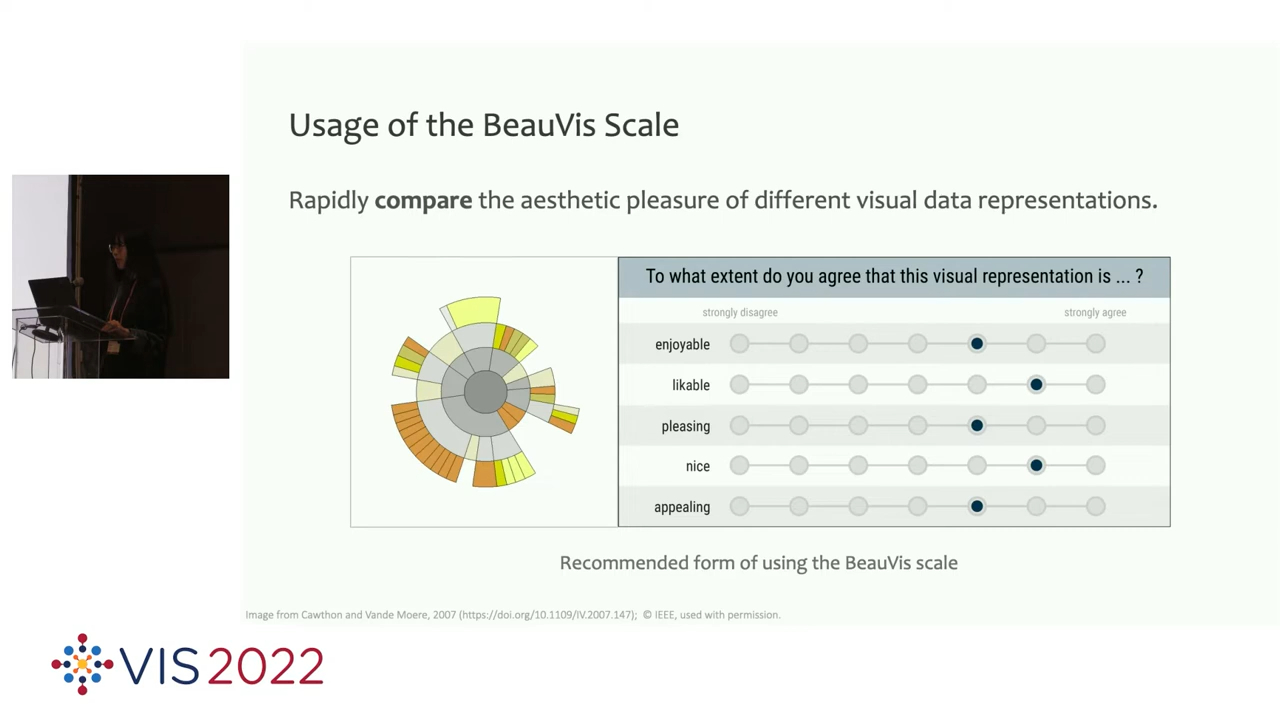 Usage of the BeauVis Scale
Rapidly compare the aesthetic pleasure of different visual data representations.
To what extent do you agree that this visual representation is ... ?
strongly disagree strongly agree
enjoyable
likable
pleasing
nice
appealing
Recommended form of using the BeauVis scale
Image from Cawthon and Vande Moere, 2007 (https://doi.org/10.1109/IV.2007.147); © IEEE, used with permission.
VIS2022